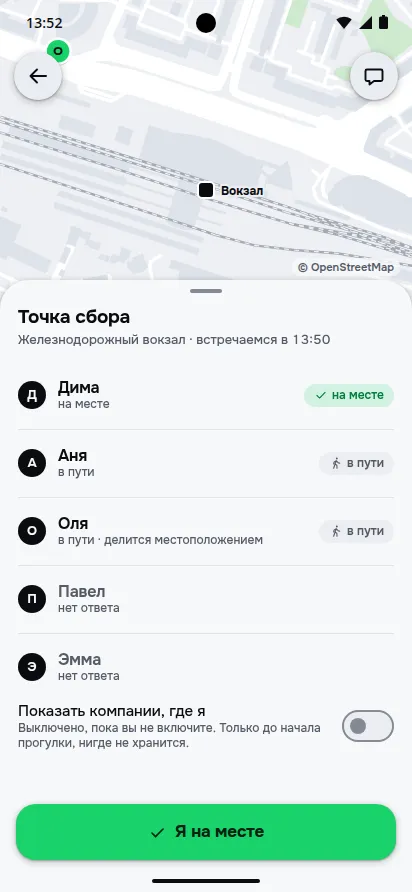 13:52
О
Вокзал
© OpenStreetMap
Точка сбора
Железнодорожный вокзал · встречаемся в 13:50
Д
Дима
на месте
на месте
А
Аня
в пути
в пути
О
Оля
в пути · делится местоположением
в пути
П
Павел
нет ответа
Э
Эмма
нет ответа
Показать компании, где я
Выключено, пока вы не включите. Только до начала
прогулки, нигде не хранится.
Я на месте